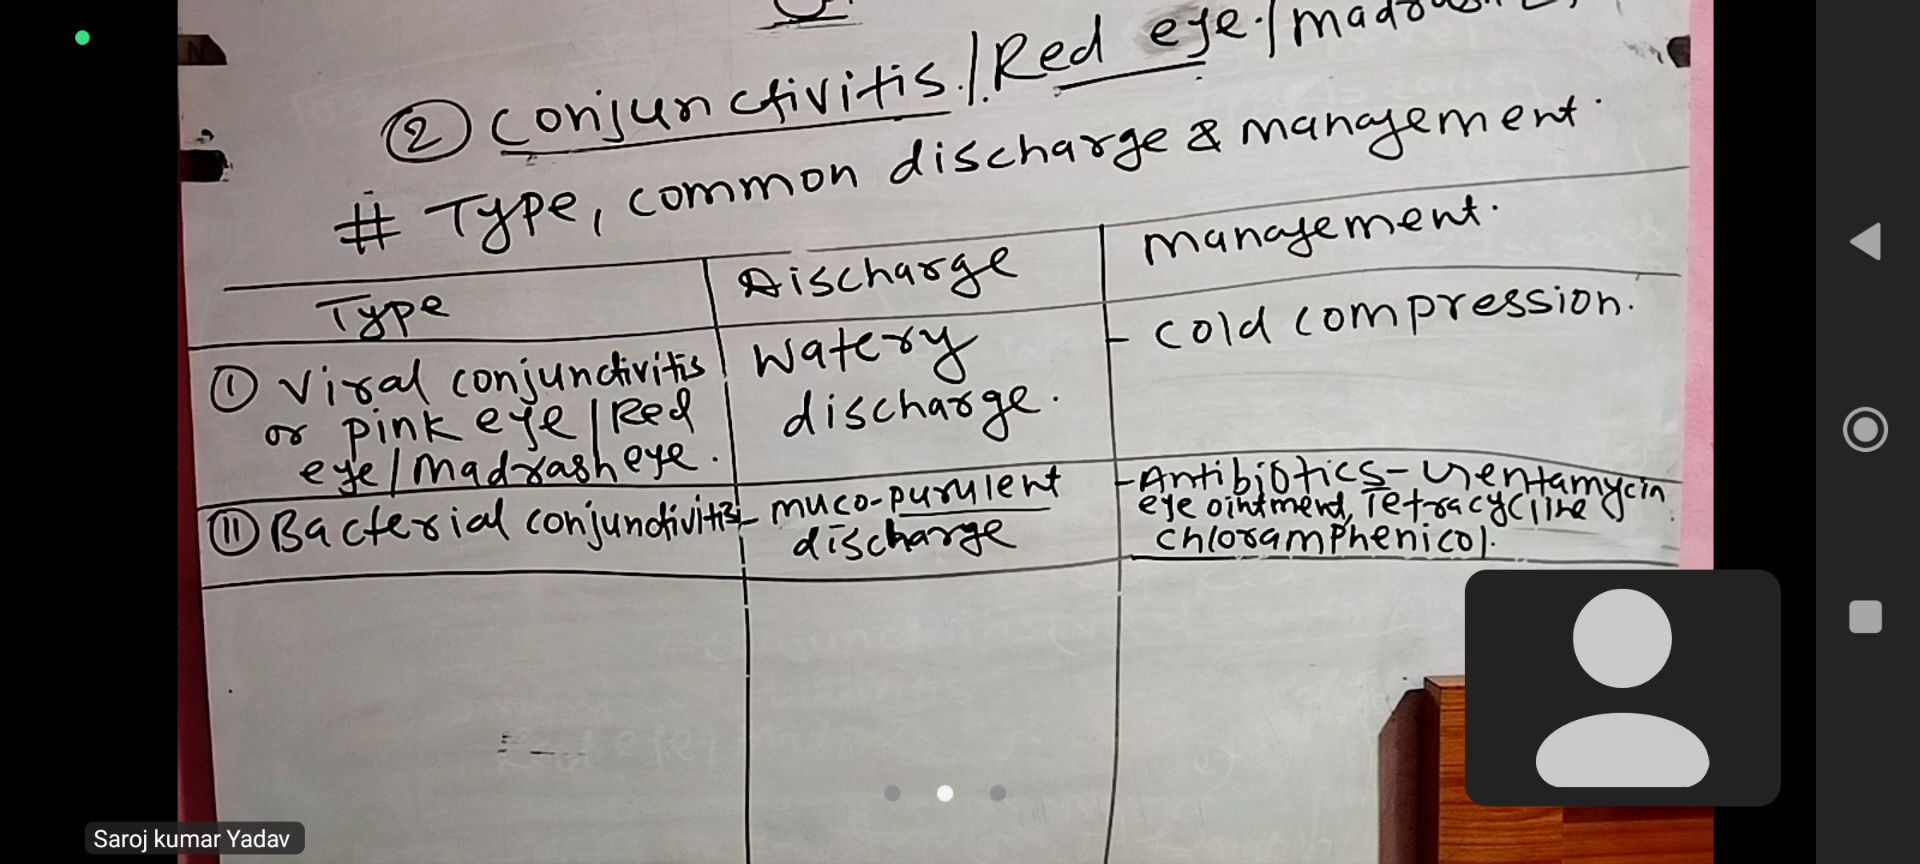 ② Conjunctivitis./Red eye./
# Type, common discharge & management.
Type
Discharge
management.
① Viral conjunctivitis
or pink eye/Red
eye/Madrash eye.
Watery
discharge.
- cold compression.
⑪ Bacterial conjunctivitis
- muco-purulent
discharge
- Antibiotics- Gentamycin
eye ointment, Tetracycline
chloramphenicol.
Saroj kumar Yadav